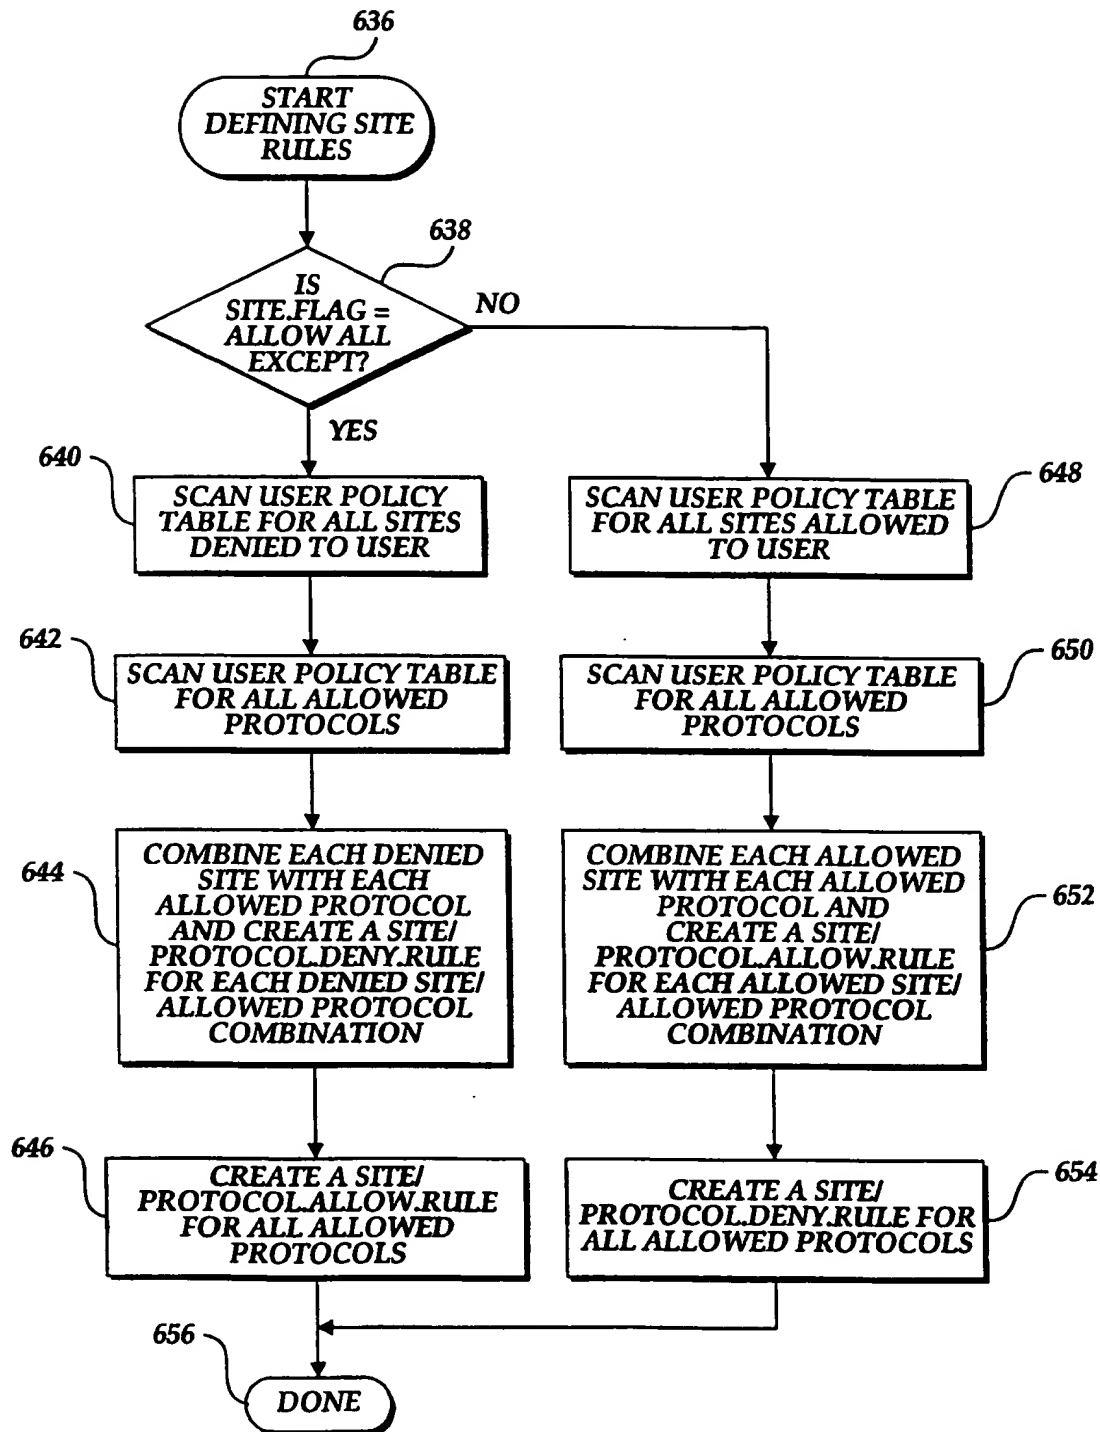 636
START
DEFINING SITE
RULES
638
IS
SITE.FLAG =
ALLOW ALL
EXCEPT?
NO
YES
640
SCAN USER POLICY
TABLE FOR ALL SITES
DENIED TO USER
648
SCAN USER POLICY TABLE
FOR ALL SITES ALLOWED
TO USER
642
SCAN USER POLICY TABLE
FOR ALL ALLOWED
PROTOCOLS
650
SCAN USER POLICY TABLE
FOR ALL ALLOWED
PROTOCOLS
644
COMBINE EACH DENIED
SITE WITH EACH
ALLOWED PROTOCOL
AND CREATE A SITE/
PROTOCOL.DENY.RULE
FOR EACH DENIED SITE/
ALLOWED PROTOCOL
COMBINATION
652
COMBINE EACH ALLOWED
SITE WITH EACH ALLOWED
PROTOCOL AND
CREATE A SITE/
PROTOCOL.ALLOW.RULE
FOR EACH ALLOWED SITE/
ALLOWED PROTOCOL
COMBINATION
646
CREATE A SITE/
PROTOCOL.ALLOW.RULE
FOR ALL ALLOWED
PROTOCOLS
654
CREATE A SITE/
PROTOCOL.DENY.RULE FOR
ALL ALLOWED PROTOCOLS
656
DONE